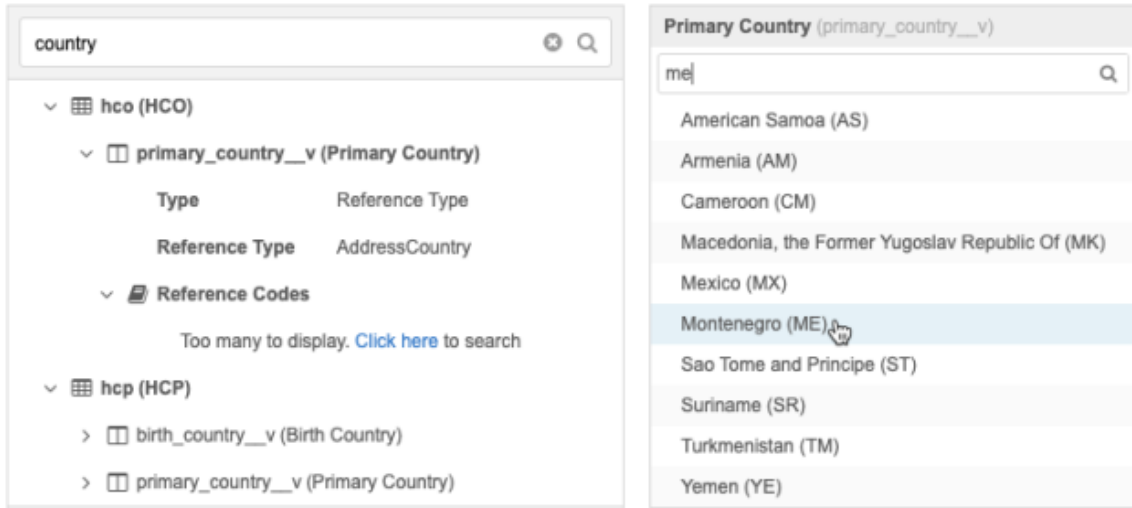 country
hco (HCO)
primary_country__v (Primary Country)
Type Reference Type
Reference Type AddressCountry
Reference Codes
Too many to display. Click here to search
hcp (HCP)
birth_country__v (Birth Country)
primary_country__v (Primary Country)
Primary Country (primary_country__v)
me
American Samoa (AS)
Armenia (AM)
Cameroon (CM)
Macedonia, the Former Yugoslav Republic Of (MK)
Mexico (MX)
Montenegro (ME)
Sao Tome and Principe (ST)
Suriname (SR)
Turkmenistan (TM)
Yemen (YE)